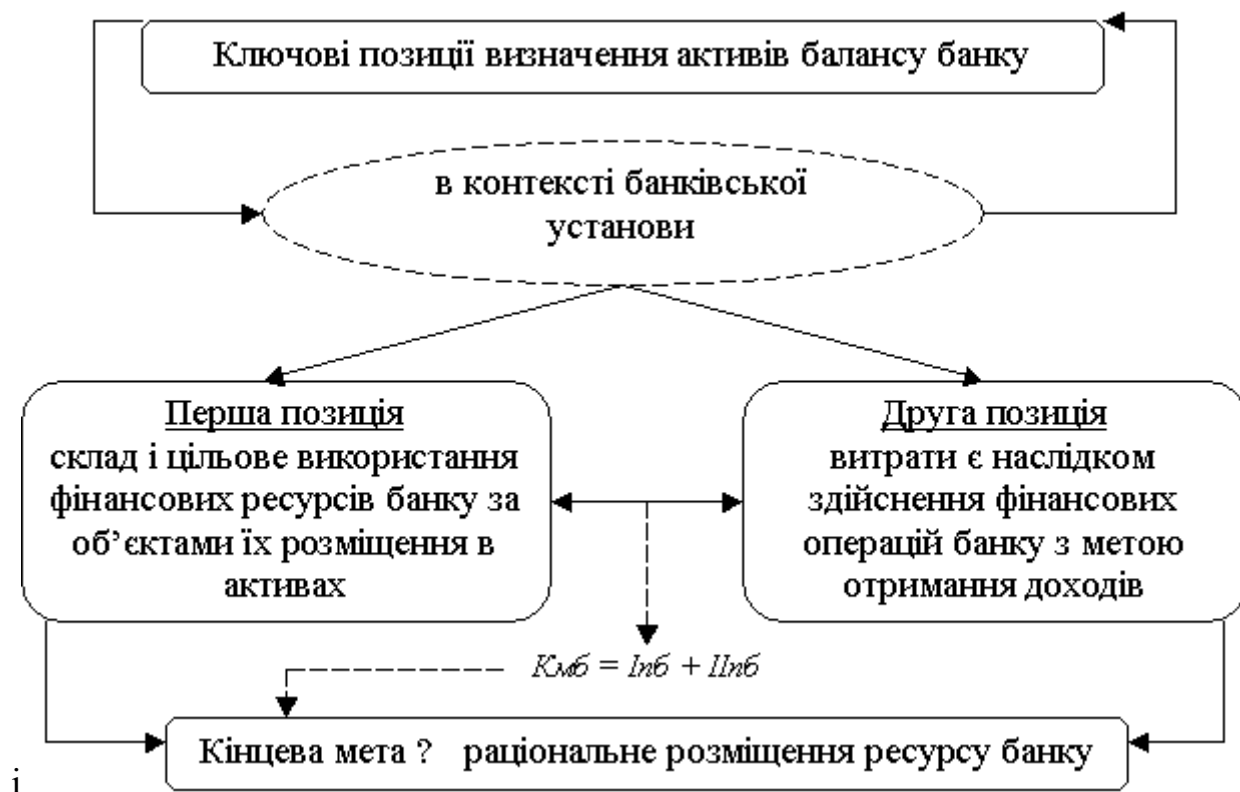 Ключові позиції визначення активів балансу банку
в контексті банківської
установи
Перша позиція
склад і цільове використання
фінансових ресурсів банку за
об’єктами їх розміщення в
активах
Друга позиція
витрати є наслідком
здійснення фінансових
операцій банку з метою
отримання доходів
Кмб = Іпб + ІІпб
Кінцева мета ? раціональне розміщення ресурсу банку
і